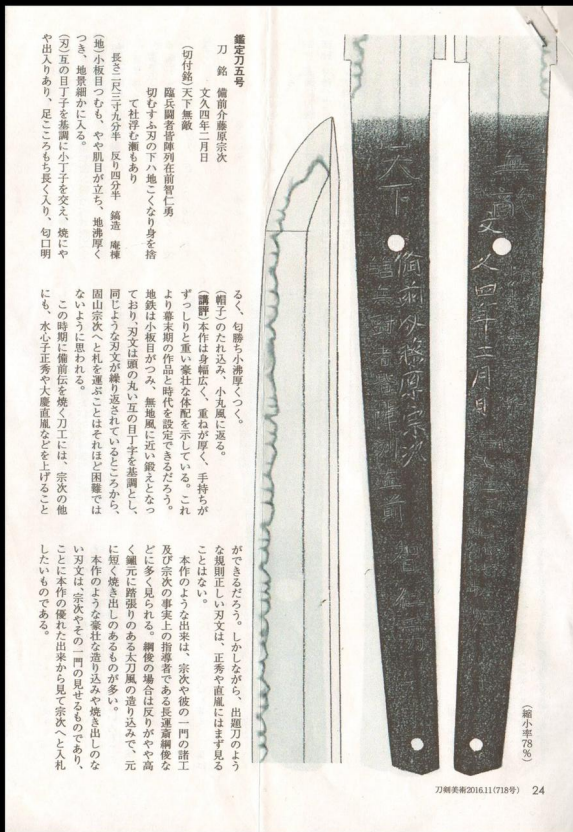 鑑定刀五号
刀 銘 備前介藤原宗次
文久四年二月日
(切付銘)天下無敵
臨兵闘者皆陣列在前智仁勇
切むすふ刃の下ハ地こくなり身を捨
て社浮む瀬もあり
長さ二尺三寸九分半 反り四分半 鎬造 庵棟
(地)小板目つむも、やや肌目が立ち、地沸厚く
つき、地景細かに入る。
(刃)互の目丁子を基調に小丁子を交え、焼にや
や出入りあり、足こころもち長く入り、匂口明
るく、匂勝ち小沸厚くつく。
(帽子)のたれ込み、小丸風に返る。
(講評)本作は身幅広く、重ねが厚く、手持ちが
ずっしりと重い豪壮な体配を示している。これ
より幕末期の作品と時代を設定できるだろう。
地鉄は小板目がつみ、無地風に近い鍛えとなっ
ており、刃文は頭の丸い互の目丁字を基調とし、
同じような刃文が繰り返されているところから、
固山宗次へと札を運ぶことはそれほど困難では
ないように思われる。
この時期に備前伝を焼く刀工には、宗次の他
にも、水心子正秀や大慶直胤などを上げること
ができるだろう。しかしながら、出題刀のよう
な規則正しい刃文は、正秀や直胤にはまず見る
ことはない。
本作のような出来は、宗次や彼の一門の諸工
及び宗次の事実上の指導者である長運斎綱俊な
どに多く見られる。綱俊の場合は反りがやや高
く鑢元に踏張りのある太刀風の造り込みで、元
に短く焼き出しのあるものが多い。
本作のような豪壮な造り込みや焼き出しのな
い刃文は、宗次やその一門の見せるものであり、
ことに本作の優れた出来から見て宗次へと入札
したいものである。
天下
備前介藤原宗次
無敵
文久四年二月日
(縮小率78%)
刀剣美術2016.11(718号) 24